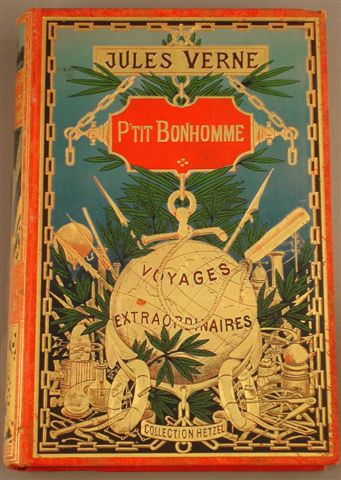 JULES VERNE
P'TIT BONHOMME
VOYAGES
EXTRAORDINAIRES
COLLECTION HETZEL